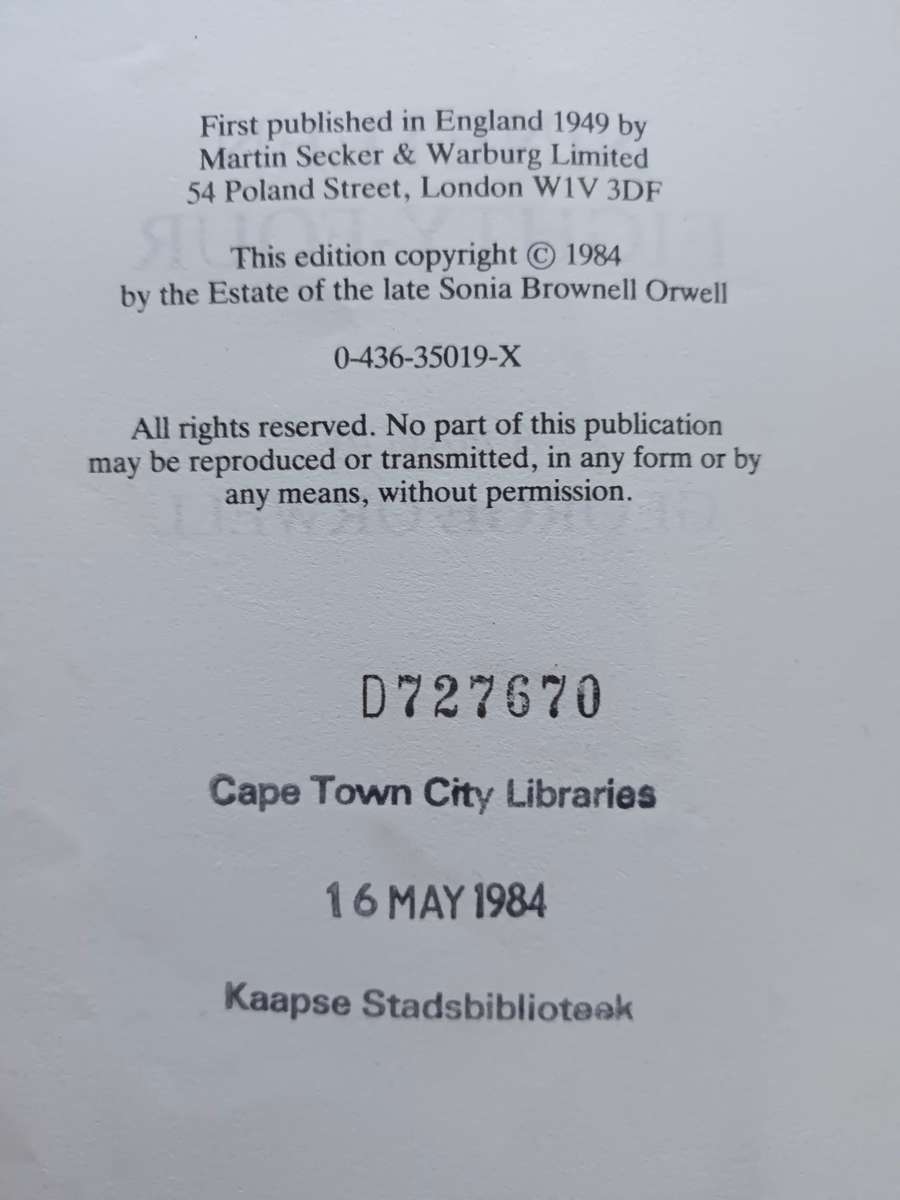 First published in England 1949 by
Martin Secker & Warburg Limited
54 Poland Street, London W1V 3DF
This edition copyright © 1984
by the Estate of the late Sonia Brownell Orwell
0-436-35019-X
All rights reserved. No part of this publication
may be reproduced or transmitted, in any form or by
any means, without permission.
D727670
Cape Town City Libraries
16 MAY 1984
Kaapse Stadsbiblioteek